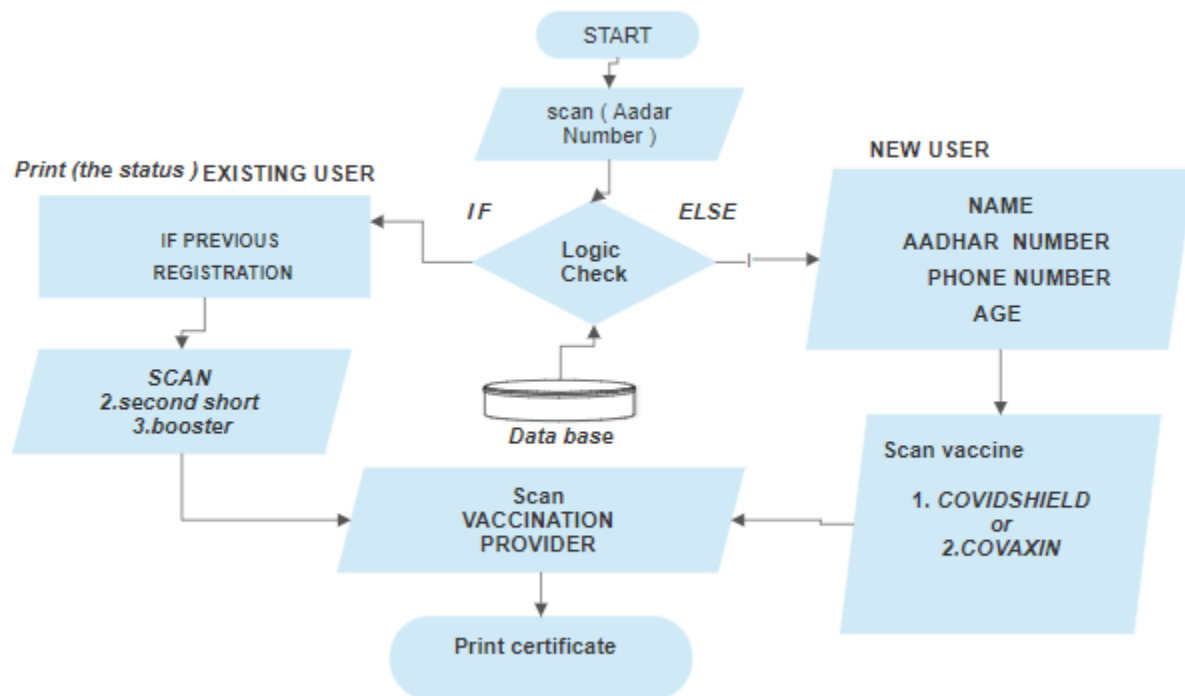 START
scan ( Aadar
Number )
Print (the status ) EXISTING USER
IF PREVIOUS
REGISTRATION
IF
ELSE
Logic
Check
NEW USER
NAME
AADHAR NUMBER
PHONE NUMBER
AGE
SCAN
2.second short
3.booster
Data base
Scan vaccine
1. COVIDSHIELD
or
2.COVAXIN
Scan
VACCINATION
PROVIDER
Print certificate